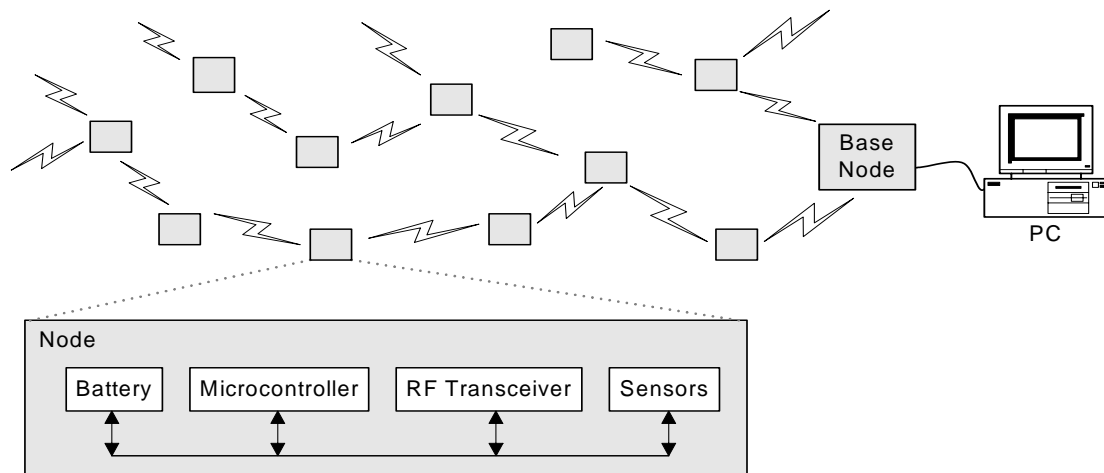 Base
Node
PC
Node
Battery
Microcontroller
RF Transceiver
Sensors